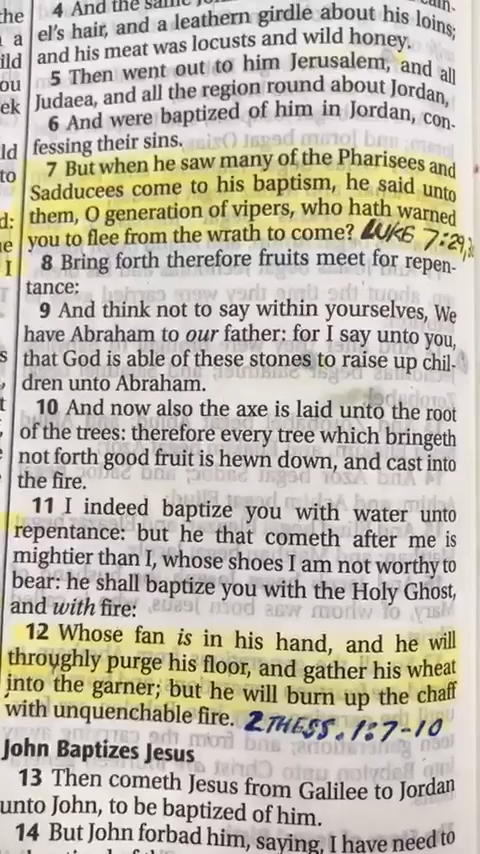 the
a
ild
ou
ek
ld
to
d:
I
s
4 And the same
el's hair, and a leathern girdle about his loins;
and his meat was locusts and wild honey.
5 Then went out to him Jerusalem, and all
Judaea, and all the region round about Jordan,
6 And were baptized of him in Jordan, con-
fessing their sins.
7 But when he saw many of the Pharisees and
Sadducees come to his baptism, he said unto
them, O generation of vipers, who hath warned
you to flee from the wrath to come? LUKE 7:29,30
8 Bring forth therefore fruits meet for repen-
tance:
9 And think not to say within yourselves, We
have Abraham to our father: for I say unto you,
that God is able of these stones to raise up chil-
dren unto Abraham.
10 And now also the axe is laid unto the root
of the trees: therefore every tree which bringeth
not forth good fruit is hewn down, and cast into
the fire.
11 I indeed baptize you with water unto
repentance: but he that cometh after me is
mightier than I, whose shoes I am not worthy to
bear: he shall baptize you with the Holy Ghost,
and with fire:
12 Whose fan is in his hand, and he will
throughly purge his floor, and gather his wheat
into the garner; but he will burn up the chaff
with unquenchable fire. 2 THESS. 1:7-10
John Baptizes Jesus
13 Then cometh Jesus from Galilee to Jordan
unto John, to be baptized of him.
14 But John forbad him, saying, I have need to